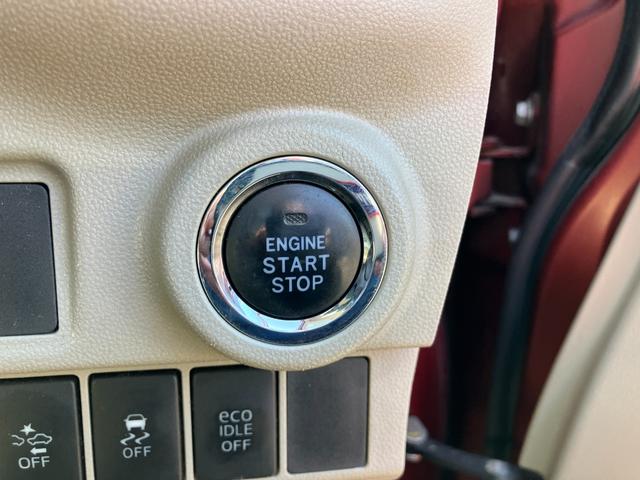 ENGINE
START
STOP
OFF
OFF
eco
IDLE
OFF